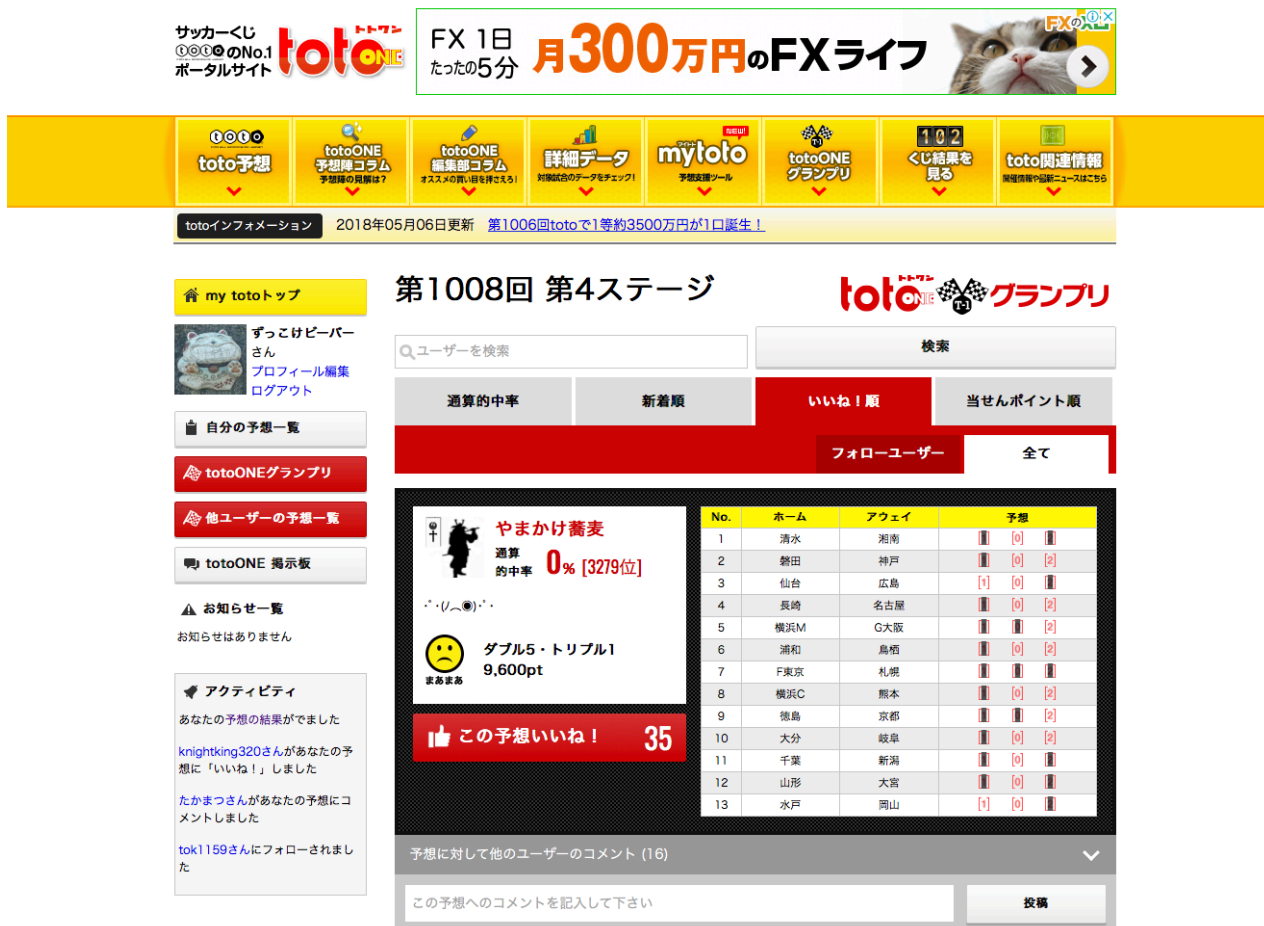 サッカーくじ
totoのNo.1
ポータルサイト
トトワン
totoONE
FX 1日
たったの5分
月300万円のFXライフ
toto
toto予想
totoONE
予想陣コラム
予想陣の見解は?
totoONE
編集部コラム
オススメの買い目を押さえろ!
詳細データ
対象試合のデータをチェック!
NEW!
mytoto
予想支援ツール
T-1
totoONE
グランプリ
102
くじ結果を
見る
toto関連情報
開催情報や最新ニュースはこちら
totoインフォメーション 2018年05月06日更新 第1006回totoで1等約3500万円が1口誕生!
my totoトップ
ずっこけビーバー
さん
プロフィール編集
ログアウト
自分の予想一覧
totoONEグランプリ
他ユーザーの予想一覧
totoONE 掲示板
お知らせ一覧
お知らせはありません
アクティビティ
あなたの予想の結果がでました
knightking320さんがあなたの予
想に「いいね!」しました
たかまつさんがあなたの予想にコ
メントしました
tok1159さんにフォローされまし
た
第1008回 第4ステージ
トトワン
totoONE T-1 グランプリ
ユーザーを検索 検索
通算的中率 新着順 いいね!順 当せんポイント順
フォローユーザー 全て
やまかけ蕎麦
通算
的中率 0% [3279位]
･ﾟ･(ﾉ︵◉)･ﾟ･
まあまあ
ダブル5・トリプル1
9,600pt
この予想いいね! 35
No. ホーム アウェイ 予想
1 清水 湘南 [0]
2 磐田 神戸 [0] [2]
3 仙台 広島 [1] [0]
4 長崎 名古屋 [0] [2]
5 横浜M G大阪 [2]
6 浦和 鳥栖 [0] [2]
7 F東京 札幌
8 横浜C 熊本 [0] [2]
9 徳島 京都 [2]
10 大分 岐阜 [0] [2]
11 千葉 新潟 [0]
12 山形 大宮 [0]
13 水戸 岡山 [1] [0]
予想に対して他のユーザーのコメント (16)
この予想へのコメントを記入して下さい 投稿